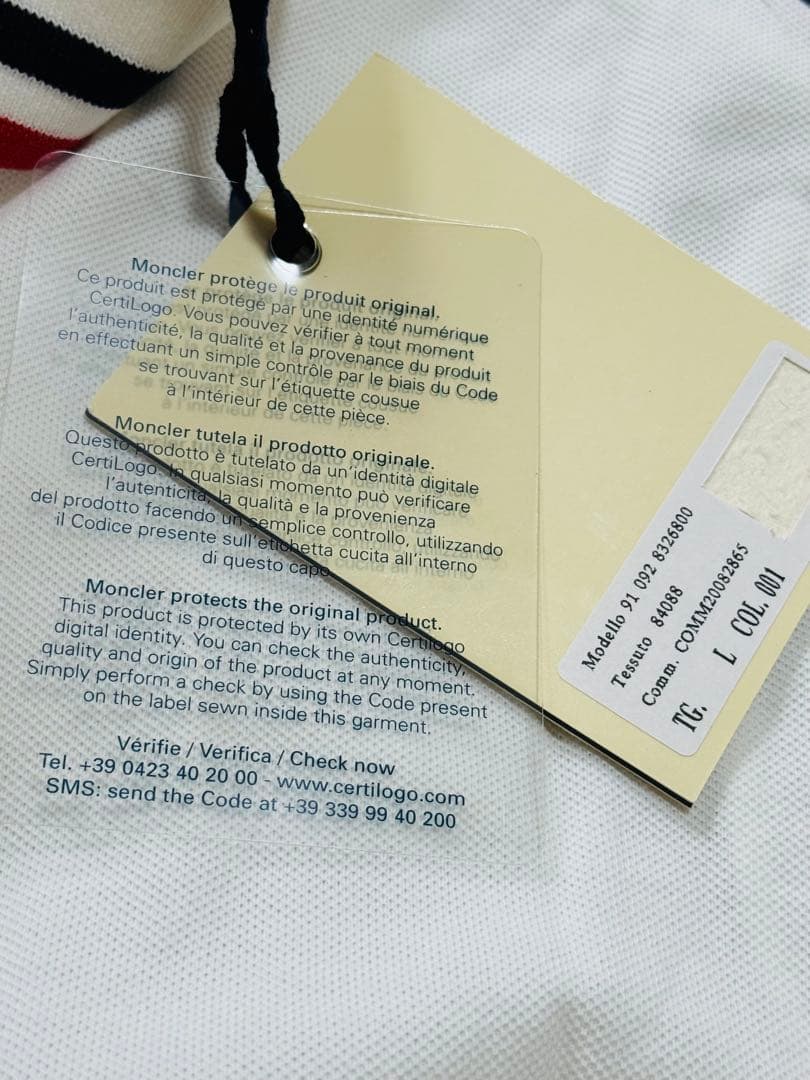 Moncler protège le produit original.
Ce produit est protégé par une identité numérique
CertiLogo. Vous pouvez vérifier à tout moment
l'authenticité, la qualité et la provenance du produit
en effectuant un simple contrôle par le biais du Code
se trouvant sur l'étiquette cousue
à l'intérieur de cette pièce.
Moncler tutela il prodotto originale.
Questo prodotto è tutelato da un'identità digitale
CertiLogo. In qualsiasi momento può verificare
l'autenticità, la qualità e la provenienza
del prodotto facendo un semplice controllo, utilizzando
il Codice presente sull'etichetta cucita all'interno
di questo capo.
Moncler protects the original product.
This product is protected by its own Certilogo
digital identity. You can check the authenticity,
quality and origin of the product at any moment.
Simply perform a check by using the Code present
on the label sewn inside this garment.
Vérifie / Verifica / Check now
Tel. +39 0423 40 20 00 - www.certilogo.com
SMS: send the Code at +39 339 99 40 200
Modello 91 092 8326800
Tessuto 84088
Comm. COMM20082865
TG. L COL. 001